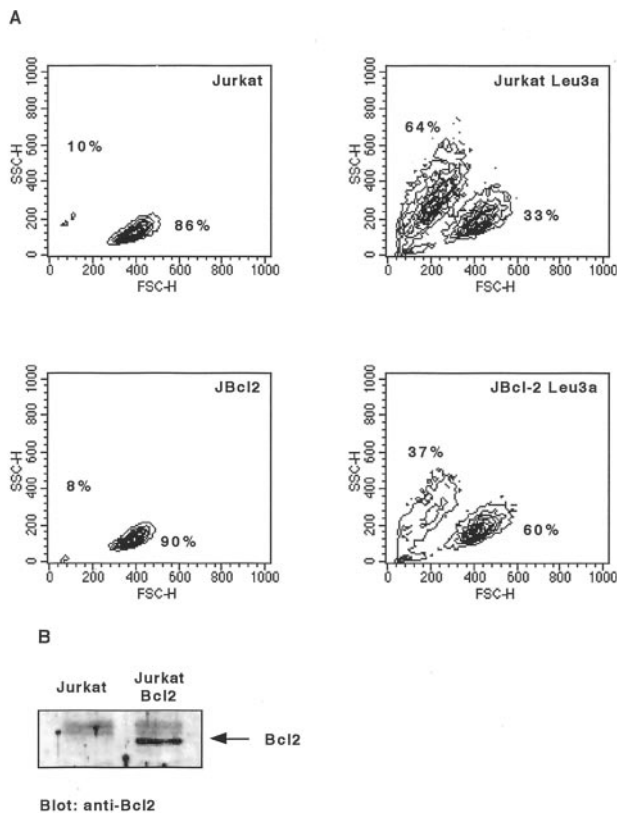 A
Jurkat
10%
86%
SSC-H
0 200 400 600 800 1000
0 200 400 600 800 1000
FSC-H
Jurkat Leu3a
64%
33%
SSC-H
0 200 400 600 800 1000
0 200 400 600 800 1000
FSC-H
JBcl2
8%
90%
SSC-H
0 200 400 600 800 1000
0 200 400 600 800 1000
FSC-H
JBcl-2 Leu3a
37%
60%
SSC-H
0 200 400 600 800 1000
0 200 400 600 800 1000
FSC-H
B
Jurkat
Jurkat
Bcl2
Bcl2
Blot: anti-Bcl2